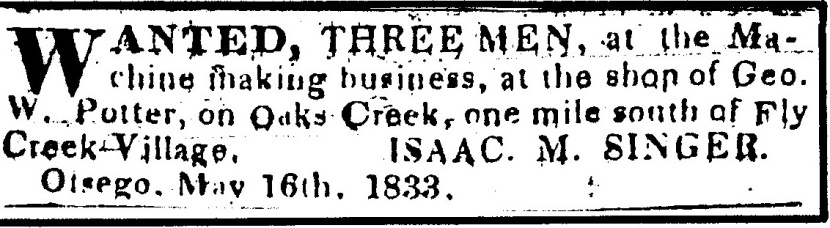 WANTED, THREE MEN, at the Ma-
chine making business, at the shop of Geo.
W. Potter, on Oaks Creek, one mile south of Fly
Creek Village. ISAAC. M. SINGER.
Otsego, May 16th, 1833.